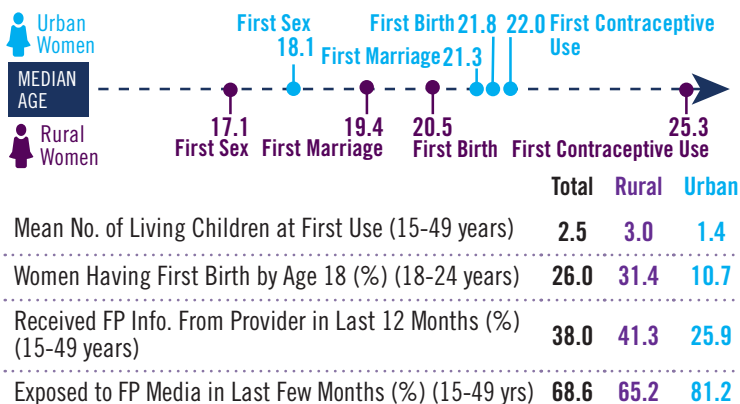 Urban
Women
First Sex
18.1
First Marriage 21.3
First Birth 21.8
22.0 First Contraceptive
Use
MEDIAN
AGE
Rural
Women
17.1
First Sex
19.4
First Marriage
20.5
First Birth
25.3
First Contraceptive Use
Total Rural Urban
Mean No. of Living Children at First Use (15-49 years) 2.5 3.0 1.4
Women Having First Birth by Age 18 (%) (18-24 years) 26.0 31.4 10.7
Received FP Info. From Provider in Last 12 Months (%)
(15-49 years) 38.0 41.3 25.9
Exposed to FP Media in Last Few Months (%) (15-49 yrs) 68.6 65.2 81.2